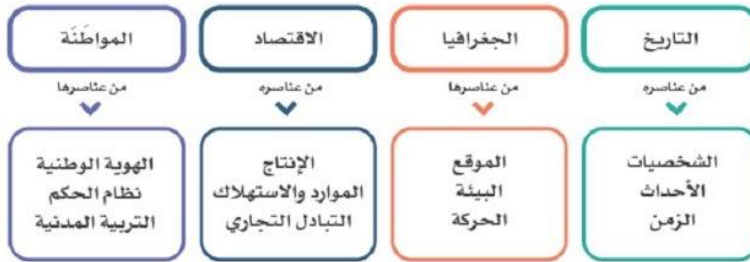 التاريخ
الجغرافيا
الاقتصاد
المواطَنَة
من عناصره
من عناصرها
من عناصره
من عناصرها
الشخصيات
الأحداث
الزمن
الموقع
البيئة
الحركة
الإنتاج
الموارد والاستهلاك
التبادل التجاري
الهوية الوطنية
نظام الحكم
التربية المدنية